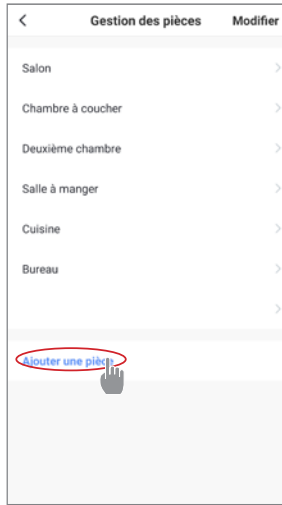 Gestion des pièces Modifier
Salon
Chambre à coucher
Deuxième chambre
Salle à manger
Cuisine
Bureau
Ajouter une pièce